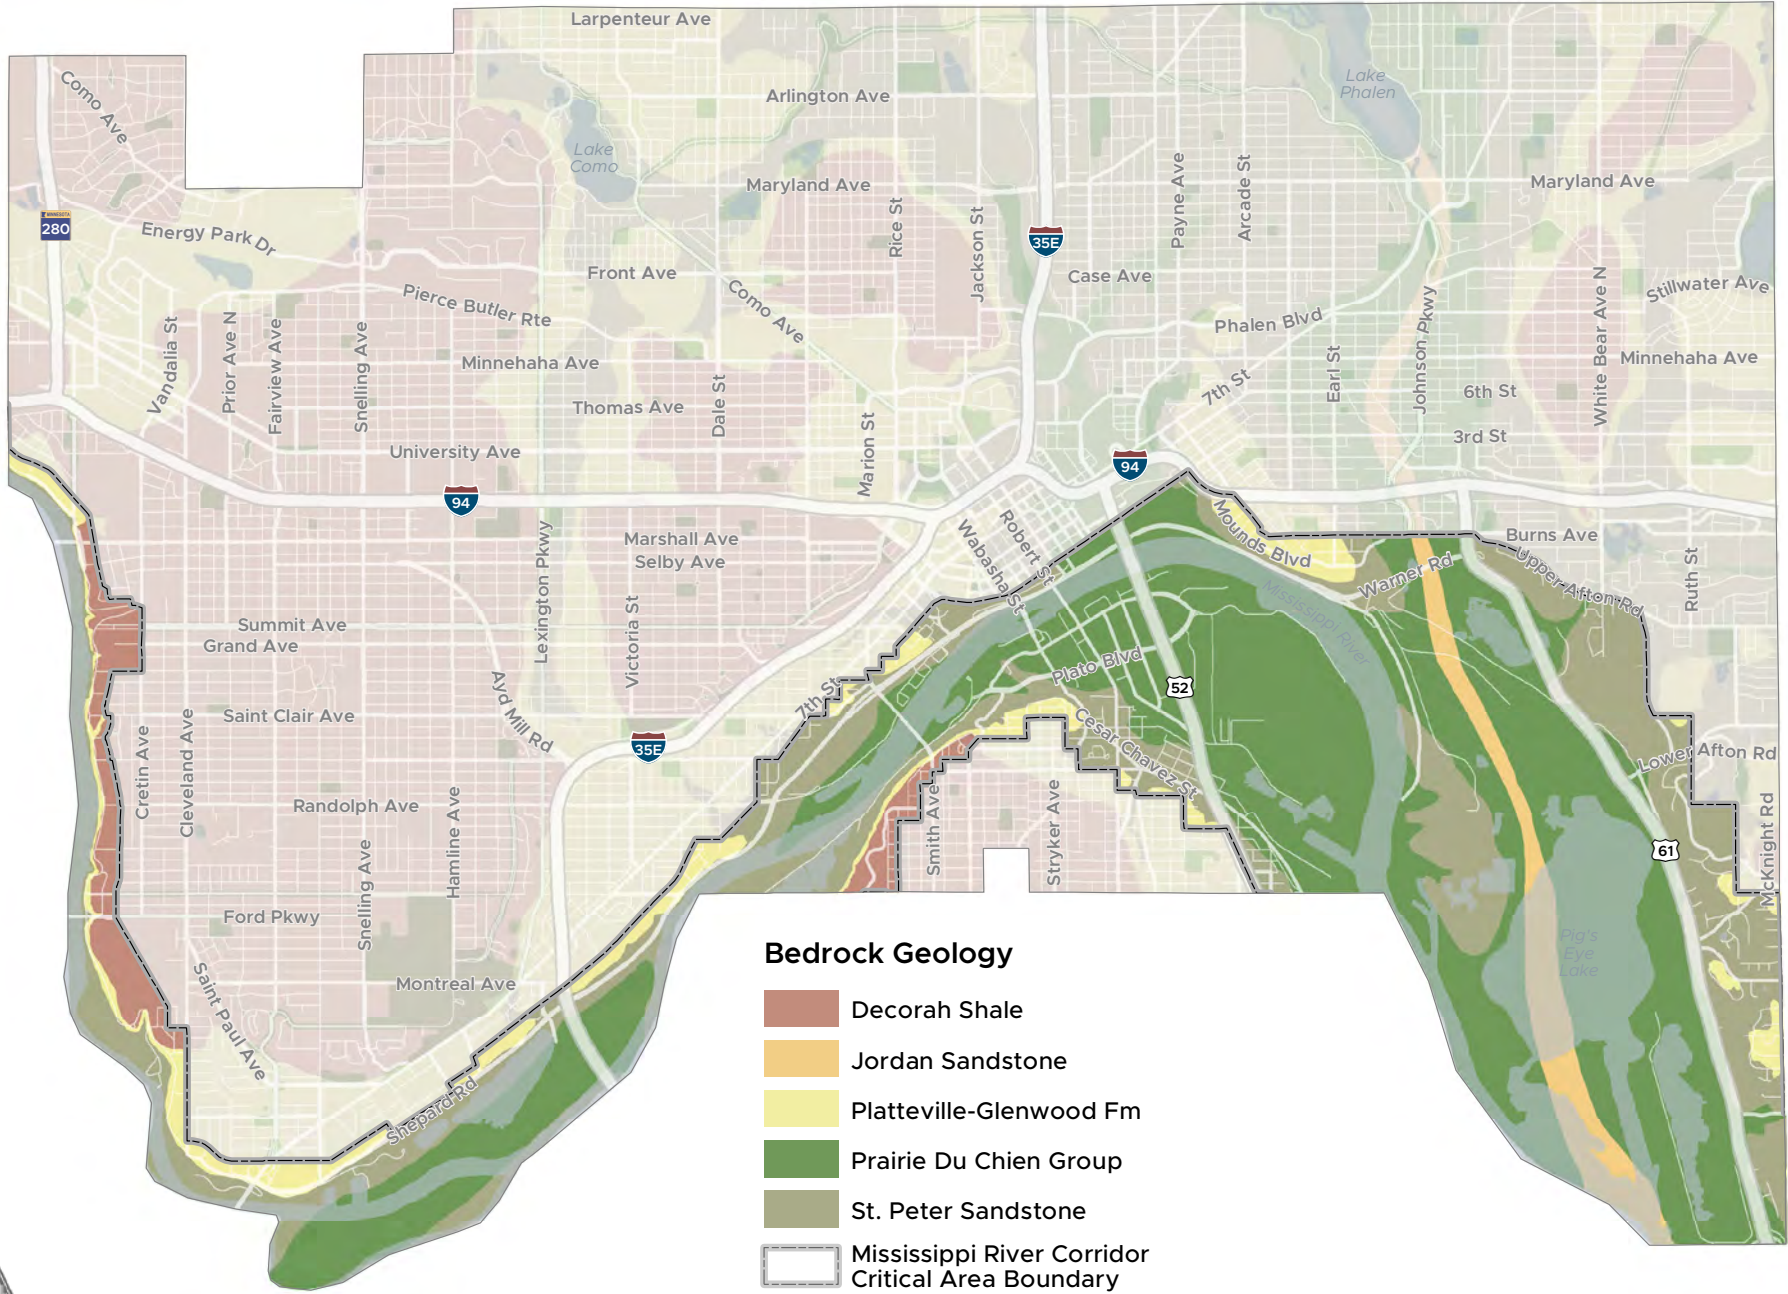 Larpenteur Ave
Como Ave
Arlington Ave
Lake
Phalen
Lake
Como
Maryland Ave
Payne Ave
Arcade St
Maryland Ave
MINNESOTA
280
Energy Park Dr
Rice St
Jackson St
35E
Front Ave
Case Ave
Pierce Butler Rte
Como Ave
Stillwater Ave
Vandalia St
Prior Ave N
Fairview Ave
Snelling Ave
Phalen Blvd
Johnson Pkwy
White Bear Ave N
Minnehaha Ave
Minnehaha Ave
Dale St
7th St
Earl St
6th St
Thomas Ave
Marion St
3rd St
University Ave
94
94
Lexington Pkwy
Marshall Ave
Selby Ave
Wabasha St
Robert St
Mounds Blvd
Burns Ave
Upper Afton Rd
Ruth St
Warner Rd
Mississippi River
Summit Ave
Grand Ave
Victoria St
Plato Blvd
52
Ayd Mill Rd
7th St
Saint Clair Ave
35E
Cesar Chavez St
Lower Afton Rd
Cretin Ave
Cleveland Ave
Randolph Ave
Hamline Ave
Smith Ave
Stryker Ave
McKnight Rd
61
Snelling Ave
Ford Pkwy
Pig's
Eye
Lake
Saint Paul Ave
Montreal Ave
Shepard Rd
Bedrock Geology
Decorah Shale
Jordan Sandstone
Platteville-Glenwood Fm
Prairie Du Chien Group
St. Peter Sandstone
Mississippi River Corridor
Critical Area Boundary